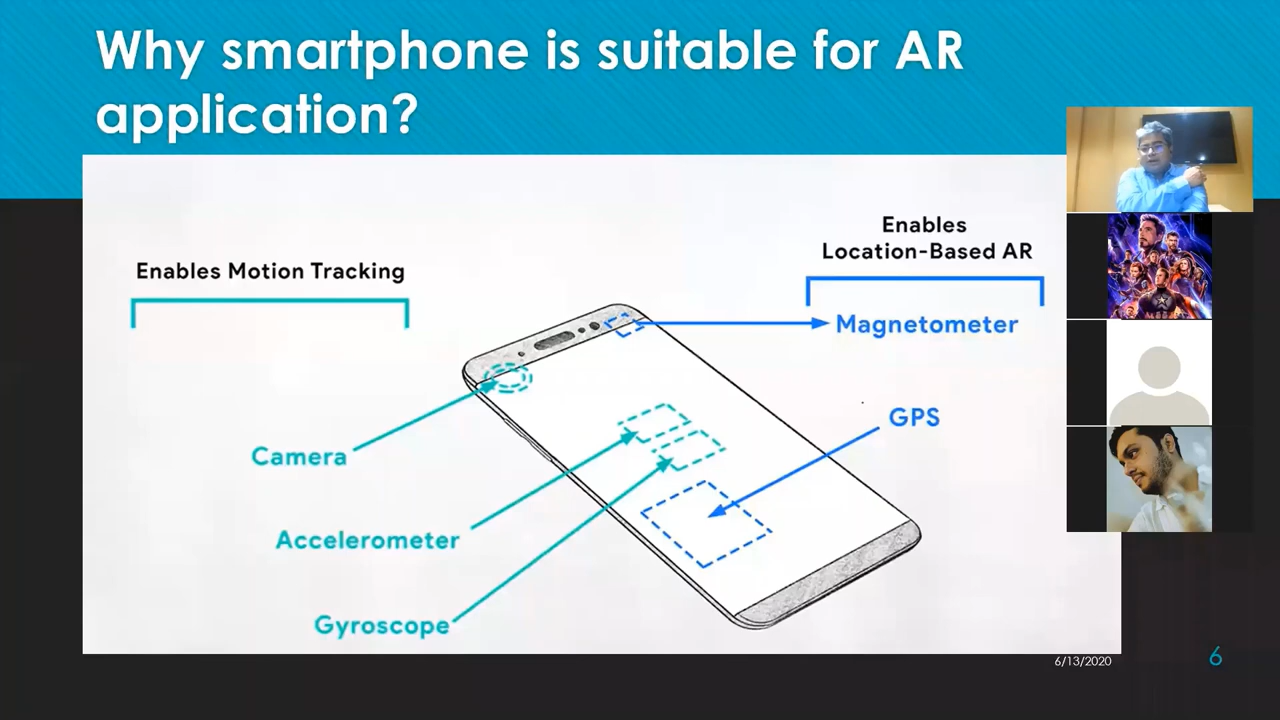 Why smartphone is suitable for AR
application?
Enables Motion Tracking
Enables
Location-Based AR
Magnetometer
GPS
Camera
Accelerometer
Gyroscope
6/13/2020
6